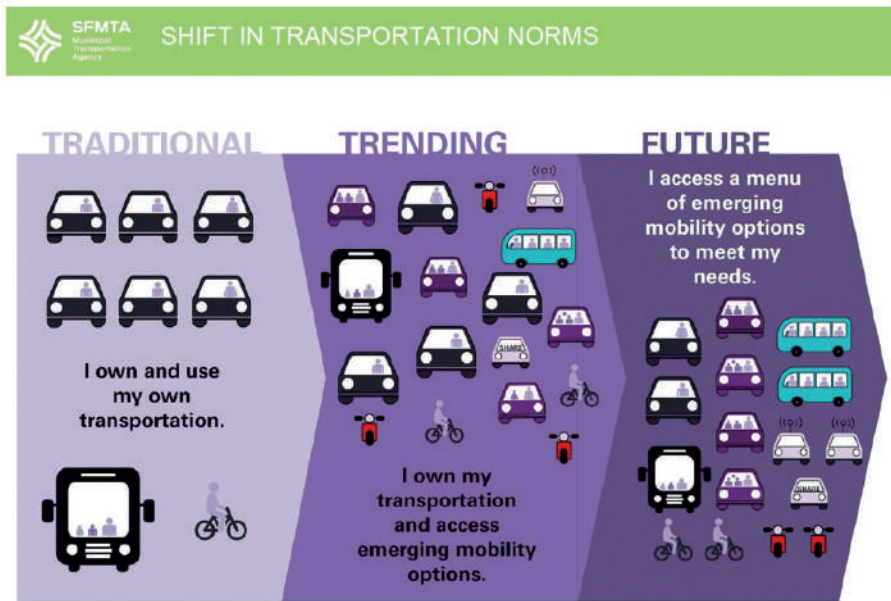 SFMTA
Municipal
Transportation
Agency
SHIFT IN TRANSPORTATION NORMS
TRADITIONAL
I own and use
my own
transportation.
TRENDING
SHARE
I own my
transportation
and access
emerging mobility
options.
FUTURE
I access a menu
of emerging
mobility options
to meet my
needs.
SHARE